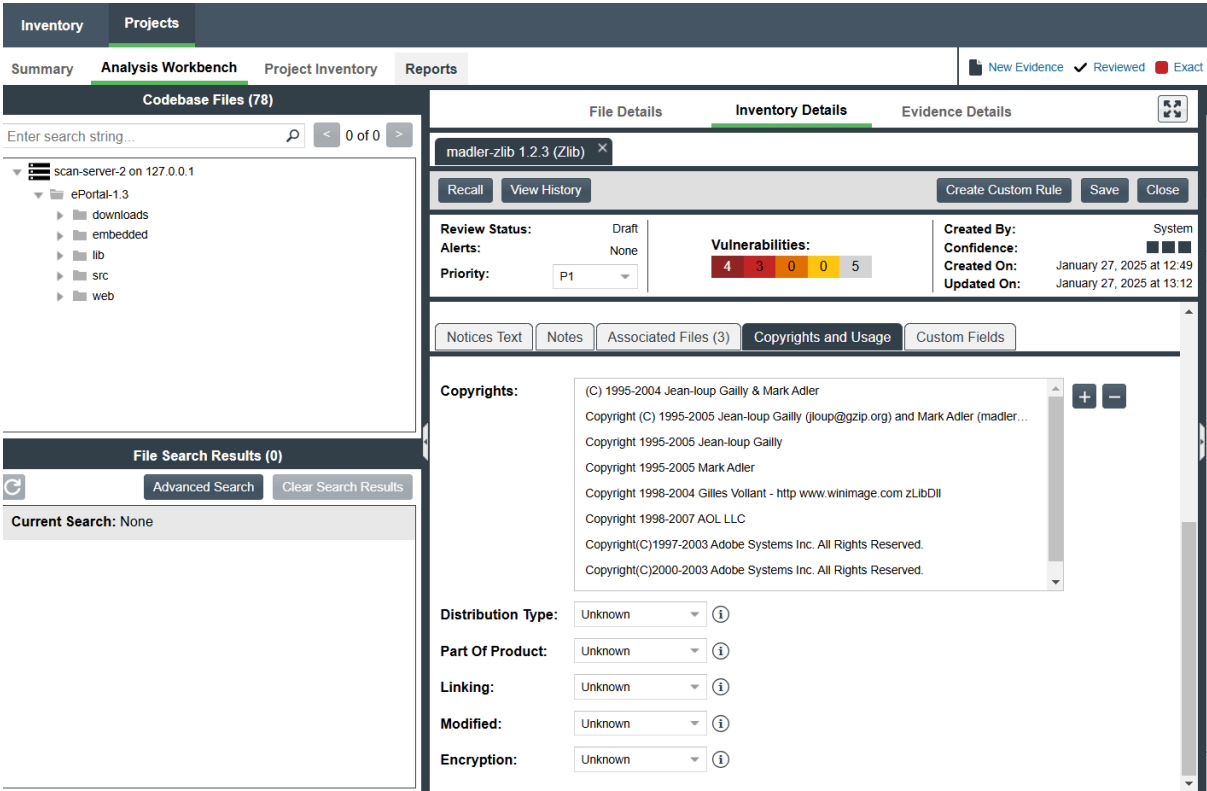 Inventory Projects
Summary Analysis Workbench Project Inventory Reports New Evidence Reviewed Exact
Codebase Files (78)
Enter search string... < 0 of 0 >
scan-server-2 on 127.0.0.1
ePortal-1.3
downloads
embedded
lib
src
web
File Search Results (0)
Advanced Search Clear Search Results
Current Search: None
File Details Inventory Details Evidence Details
madler-zlib 1.2.3 (Zlib) ×
Recall View History Create Custom Rule Save Close
Review Status: Draft
Alerts: None
Priority: P1
Vulnerabilities:
4 3 0 0 5
Created By: System
Confidence:
Created On: January 27, 2025 at 12:49
Updated On: January 27, 2025 at 13:12
Notices Text Notes Associated Files (3) Copyrights and Usage Custom Fields
Copyrights:
(C) 1995-2004 Jean-loup Gailly & Mark Adler
Copyright (C) 1995-2005 Jean-loup Gailly (jloup@gzip.org) and Mark Adler (madler...
Copyright 1995-2005 Jean-loup Gailly
Copyright 1995-2005 Mark Adler
Copyright 1998-2004 Gilles Vollant - http www.winimage.com zLibDll
Copyright 1998-2007 AOL LLC
Copyright(C)1997-2003 Adobe Systems Inc. All Rights Reserved.
Copyright(C)2000-2003 Adobe Systems Inc. All Rights Reserved.
+ −
Distribution Type: Unknown i
Part Of Product: Unknown i
Linking: Unknown i
Modified: Unknown i
Encryption: Unknown i